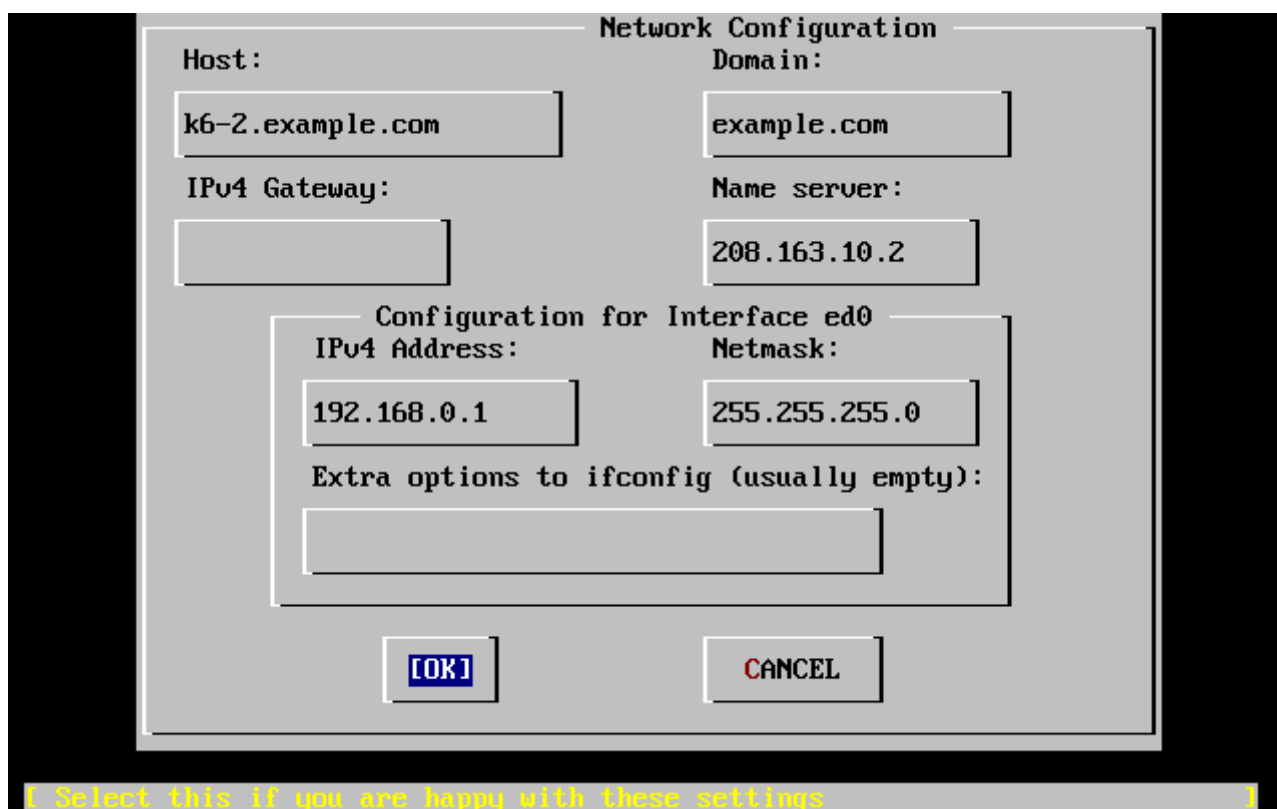 Network Configuration
Host: Domain:
k6-2.example.com example.com
IPv4 Gateway: Name server:
208.163.10.2
Configuration for Interface ed0
IPv4 Address: Netmask:
192.168.0.1 255.255.255.0
Extra options to ifconfig (usually empty):
[OK] CANCEL
[ Select this if you are happy with these settings ]